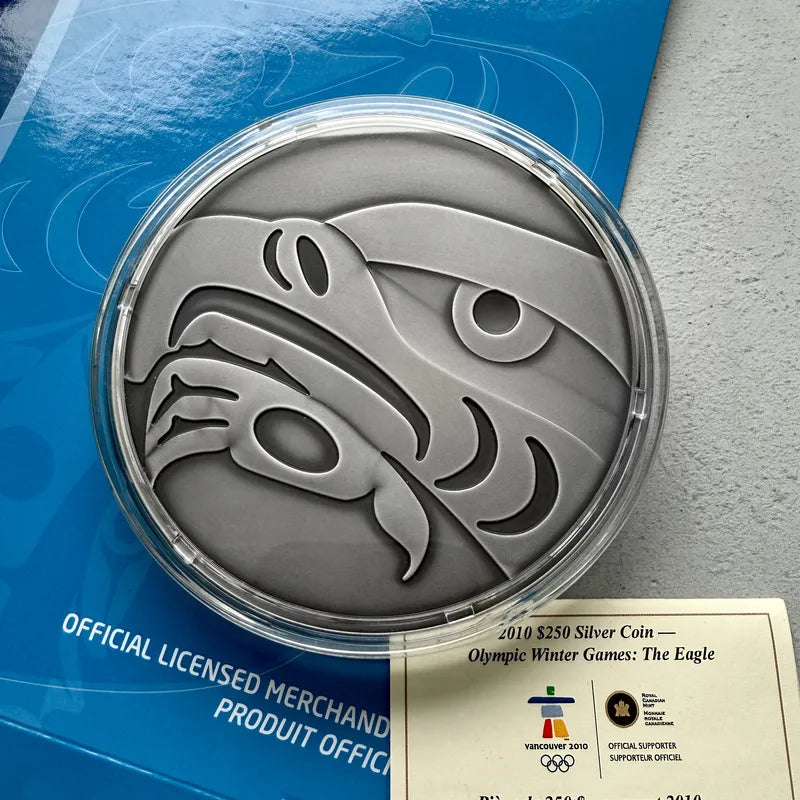 OFFICIAL LICENSED MERCHAND
PRODUIT OFFICI
2010 $250 Silver Coin —
Olympic Winter Games: The Eagle
vancouver 2010
ROYAL
CANADIAN
MINT
MONNAIE
ROYALE
CANADIENNE
OFFICIAL SUPPORTER
SUPPORTEUR OFFICIEL